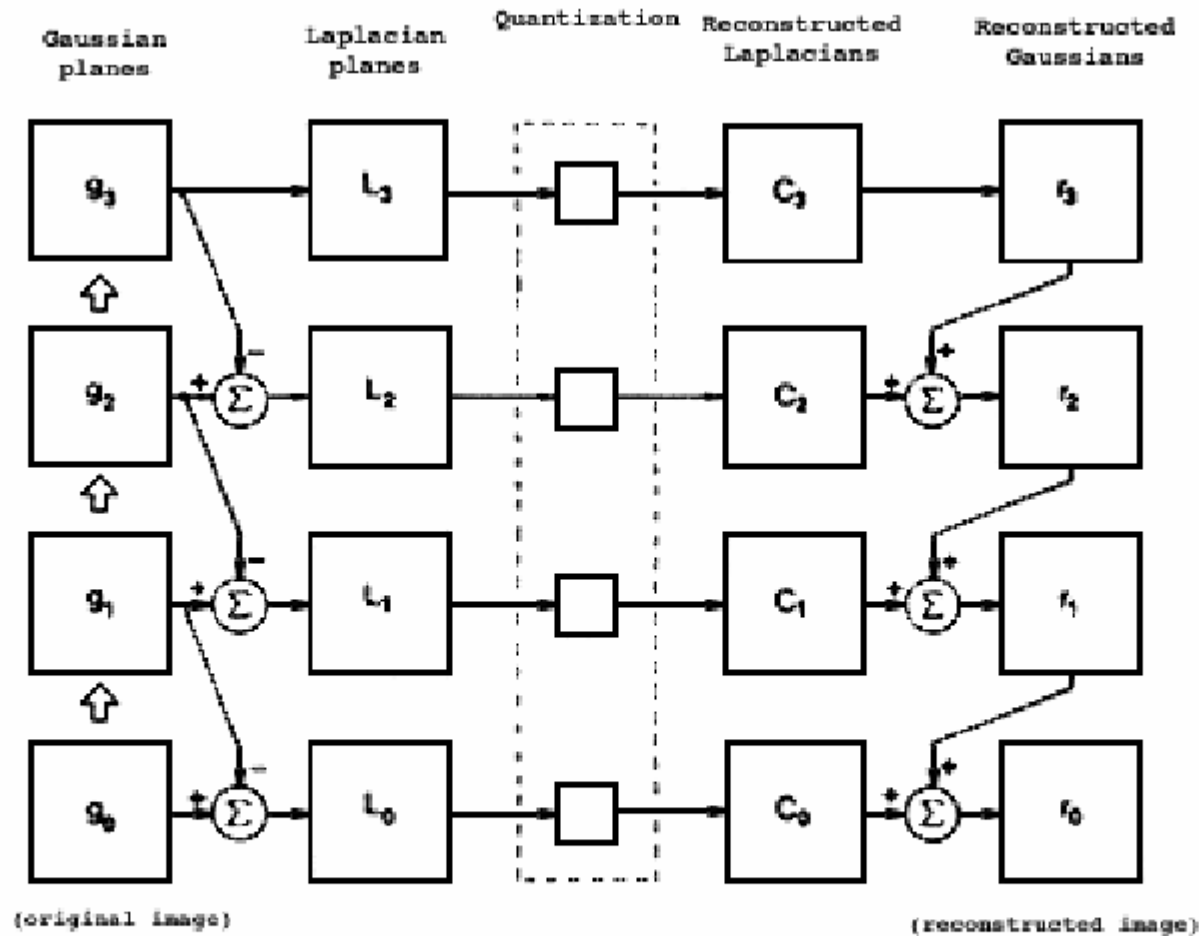 Gaussian
planes
Laplacian
planes
Quantization
Reconstructed
Laplacians
Reconstructed
Gaussians
g3
L3
C3
r3
-
+
g2
+
Σ
L2
C2
+
Σ
r2
-
+
g1
+
Σ
L1
C1
+
Σ
r1
-
+
g0
+
Σ
L0
C0
+
Σ
r0
(original image)
(reconstructed image)